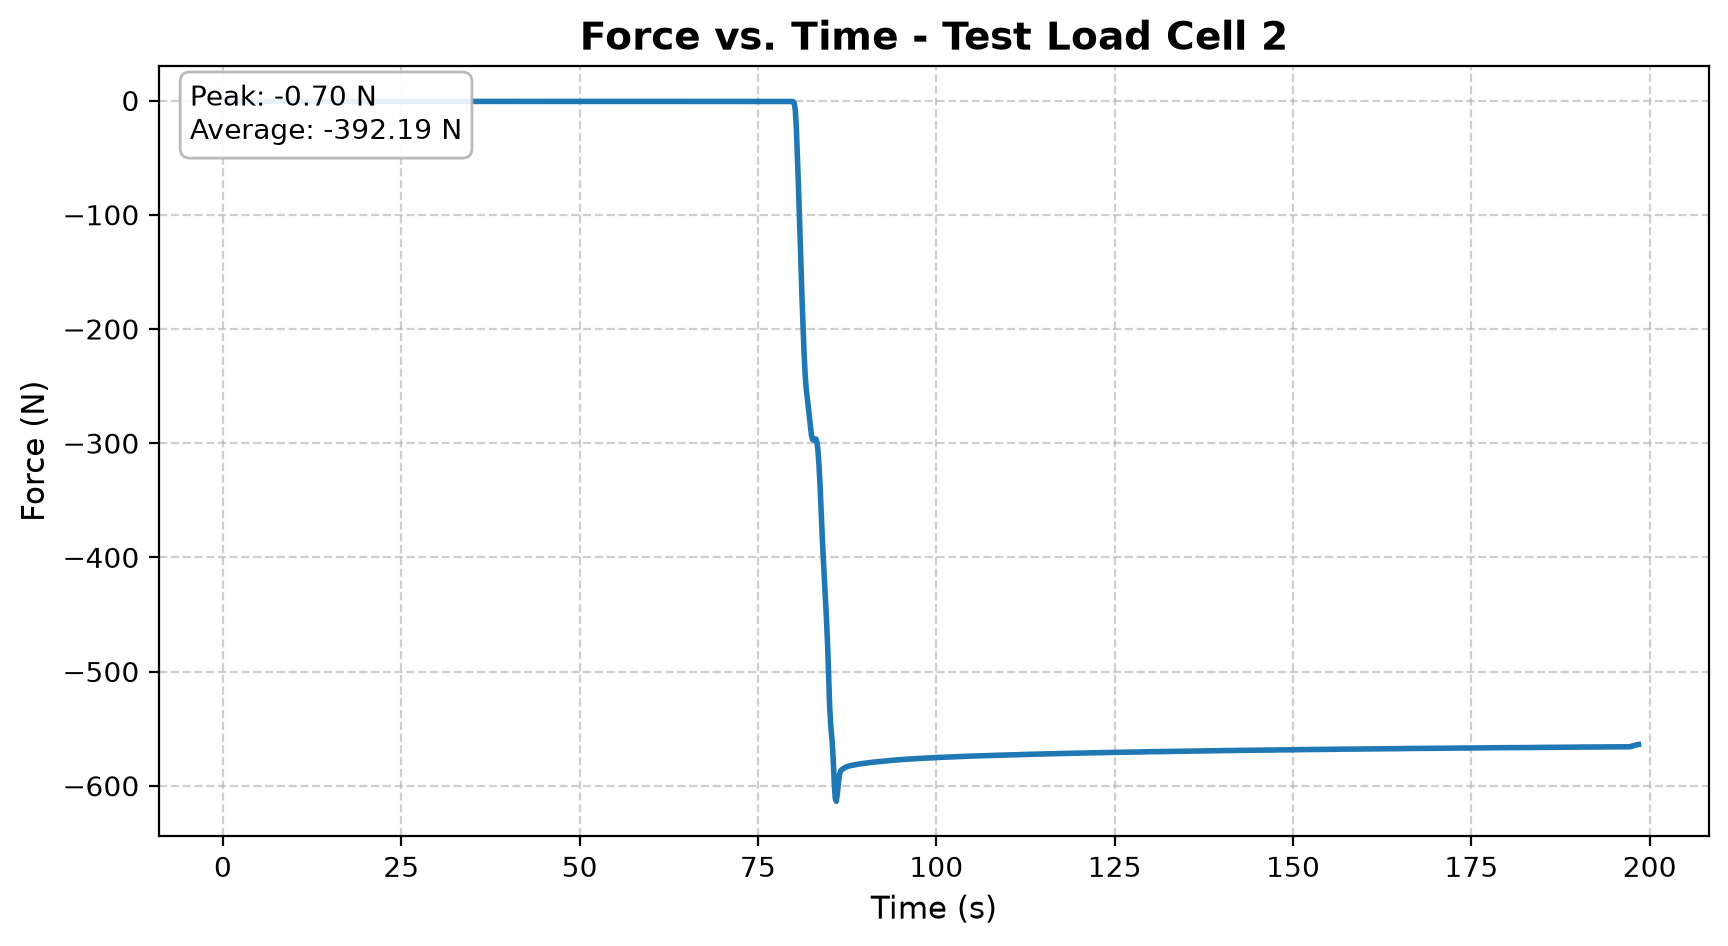 Force vs. Time - Test Load Cell 2
Peak: -0.70 N
Average: -392.19 N
Force (N)
0
−100
−200
−300
−400
−500
−600
0 25 50 75 100 125 150 175 200
Time (s)